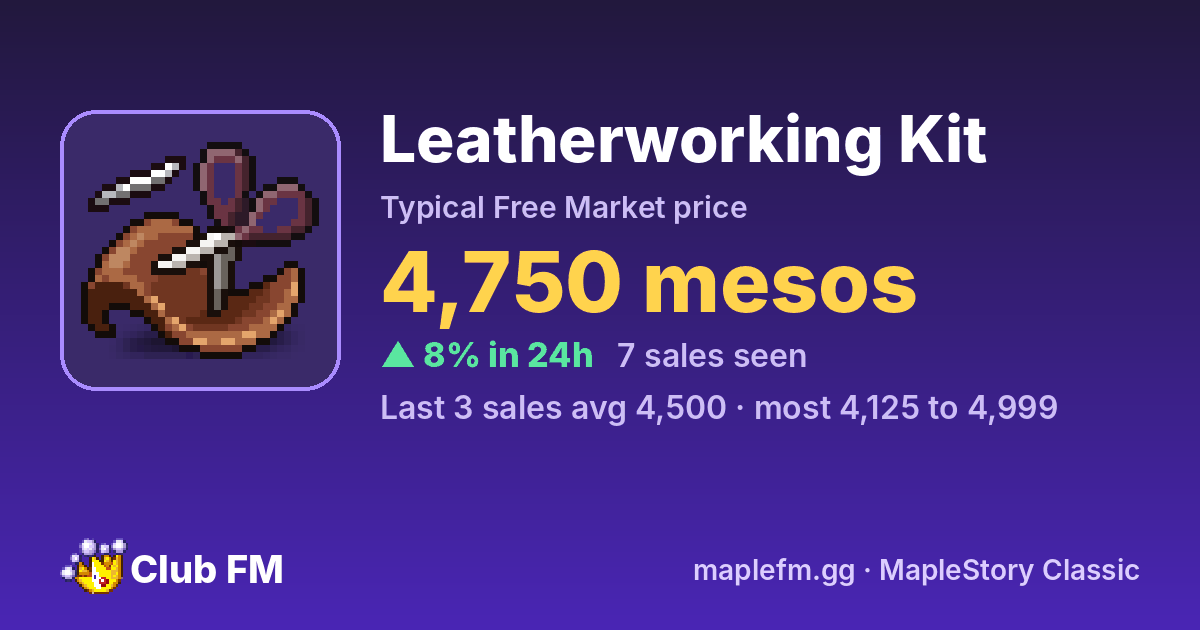 Leatherworking Kit
Typical Free Market price
4,750 mesos
▲ 8% in 24h 7 sales seen
Last 3 sales avg 4,500 · most 4,125 to 4,999
Club FM
maplefm.gg · MapleStory Classic